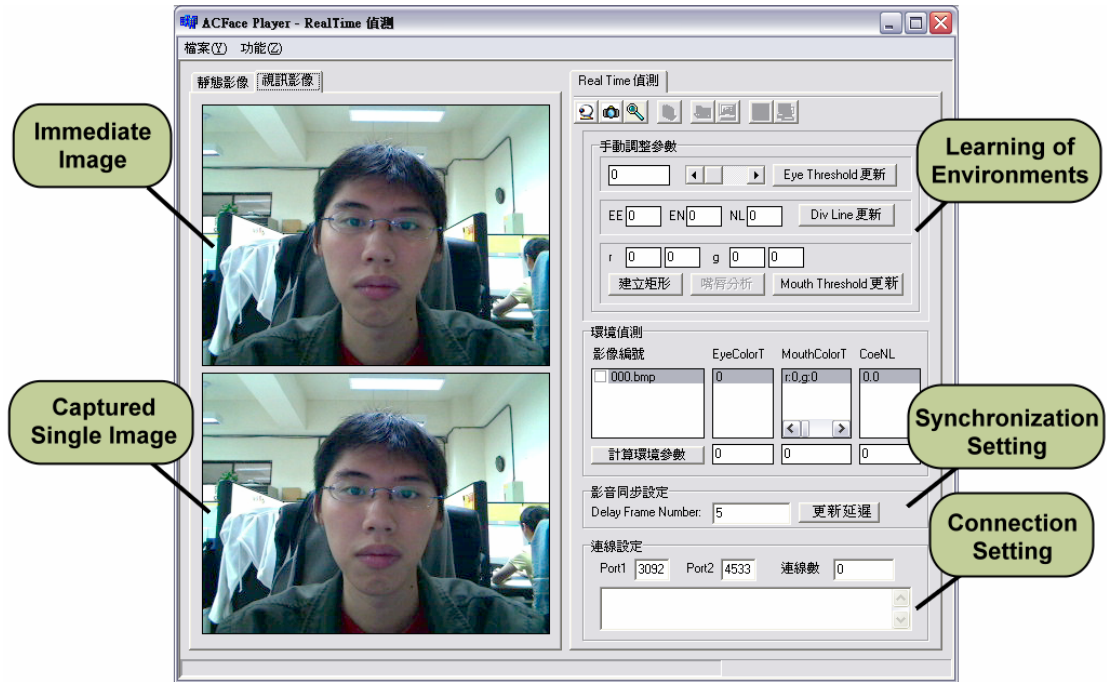 ACFace Player - RealTime 偵測
檔案(Y) 功能(Z)
靜態影像 視訊影像
Real Time 偵測
Immediate
Image
Captured
Single Image
手動調整參數
0 Eye Threshold 更新
EE 0 EN 0 NL 0 Div Line 更新
r 0 0 g 0 0
建立矩形 嘴唇分析 Mouth Threshold 更新
環境偵測
影像編號 EyeColorT MouthColorT CoeNL
000.bmp 0 r:0,g:0 0.0
計算環境參數 0 0 0
影音同步設定
Delay Frame Number: 5 更新延遲
連線設定
Port1 3092 Port2 4533 連線數 0
Learning of
Environments
Synchronization
Setting
Connection
Setting